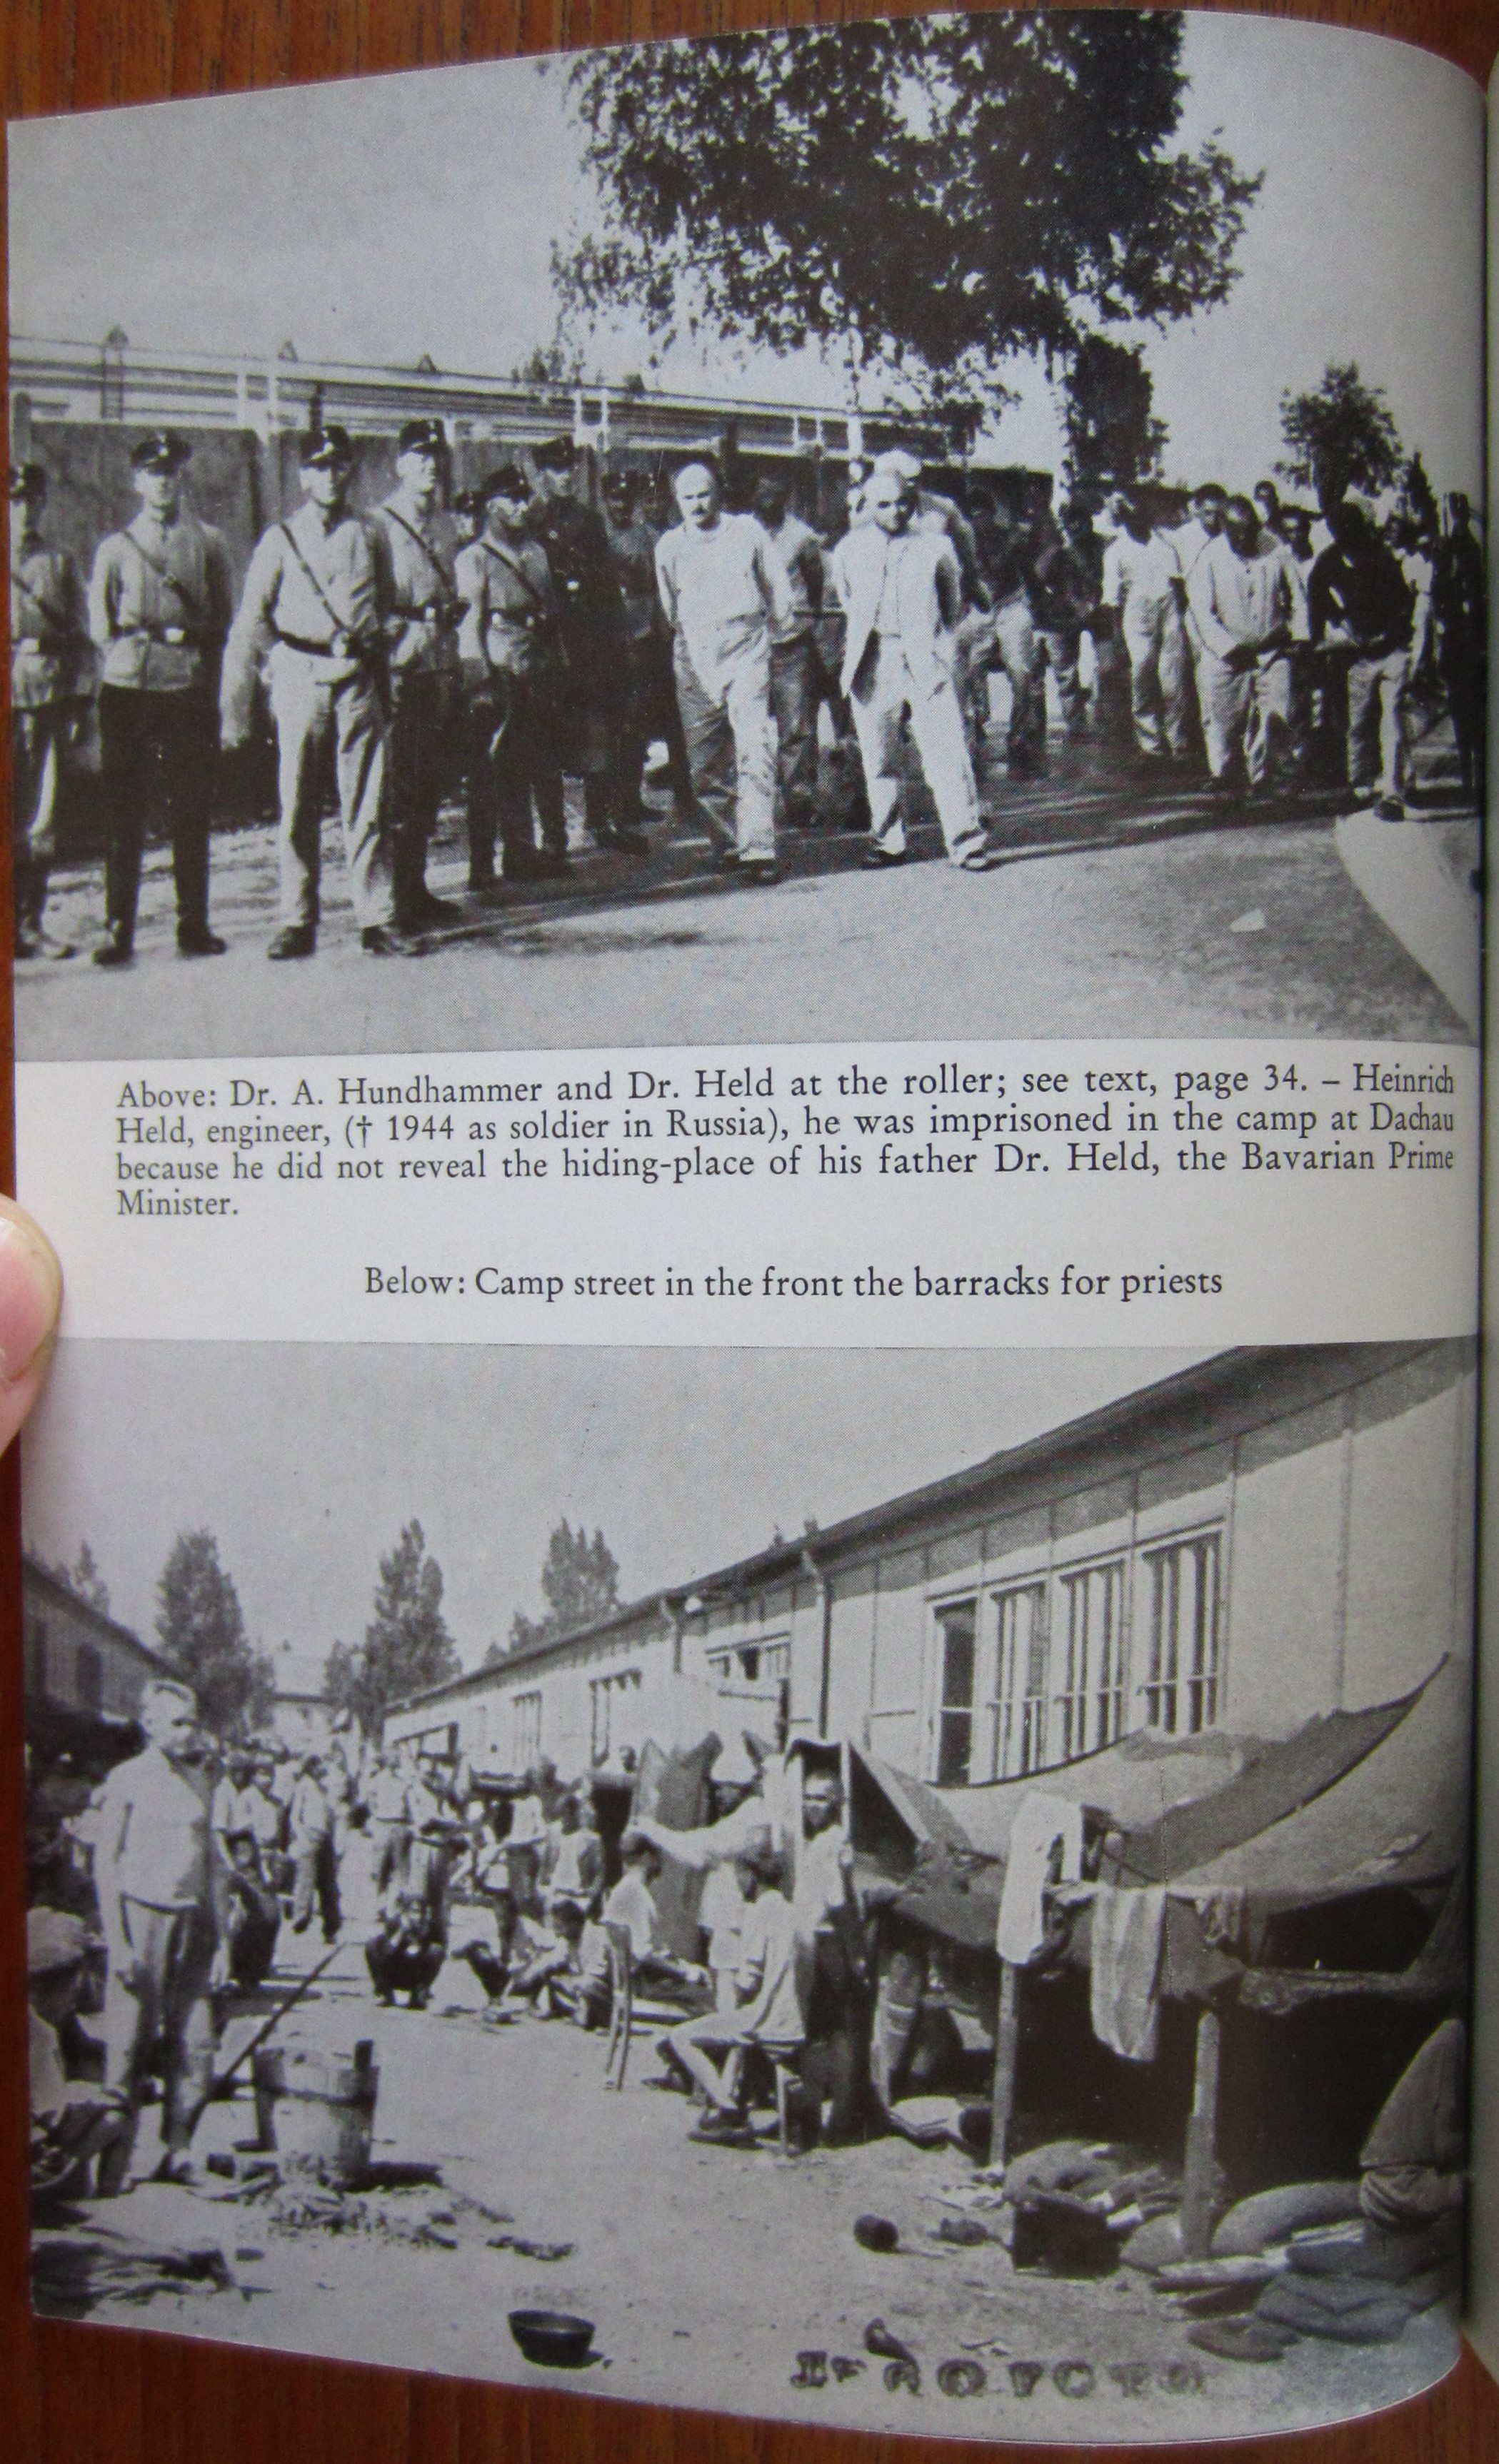 Above: Dr. A. Hundhammer and Dr. Held at the roller; see text, page 34. – Heinrich
Held, engineer, († 1944 as soldier in Russia), he was imprisoned in the camp at Dachau
because he did not reveal the hiding-place of his father Dr. Held, the Bavarian Prime
Minister.
Below: Camp street in the front the barracks for priests